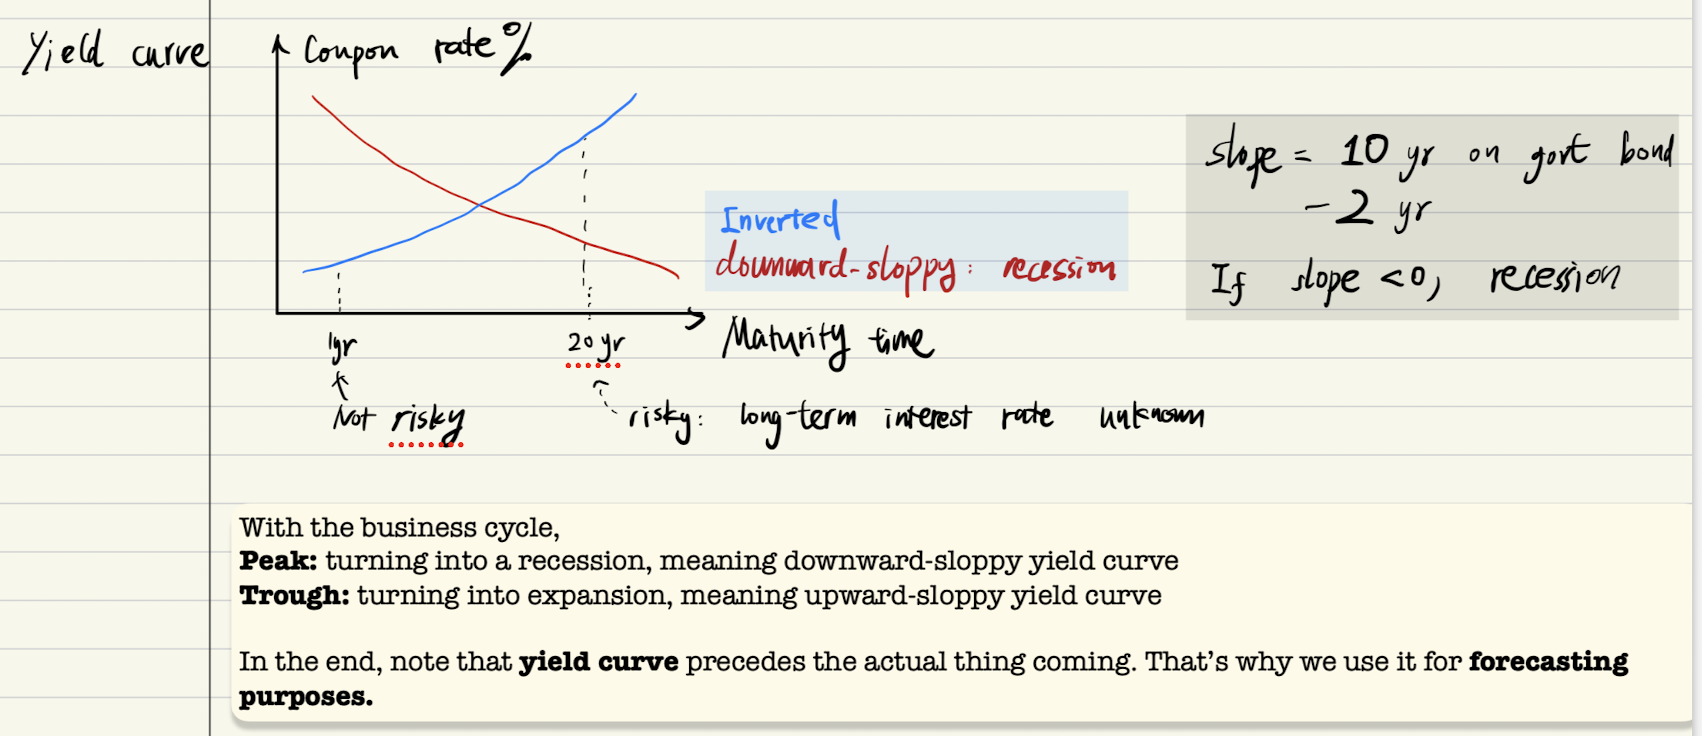 Yield curve
Coupon rate %
slope = 10 yr on govt bond
-2 yr
If slope <0, recession
Inverted
downward-sloppy: recession
1yr
20 yr
Maturity time
Not risky
risky: long-term interest rate unknown
With the business cycle,
Peak: turning into a recession, meaning downward-sloppy yield curve
Trough: turning into expansion, meaning upward-sloppy yield curve
In the end, note that yield curve precedes the actual thing coming. That's why we use it for forecasting
purposes.